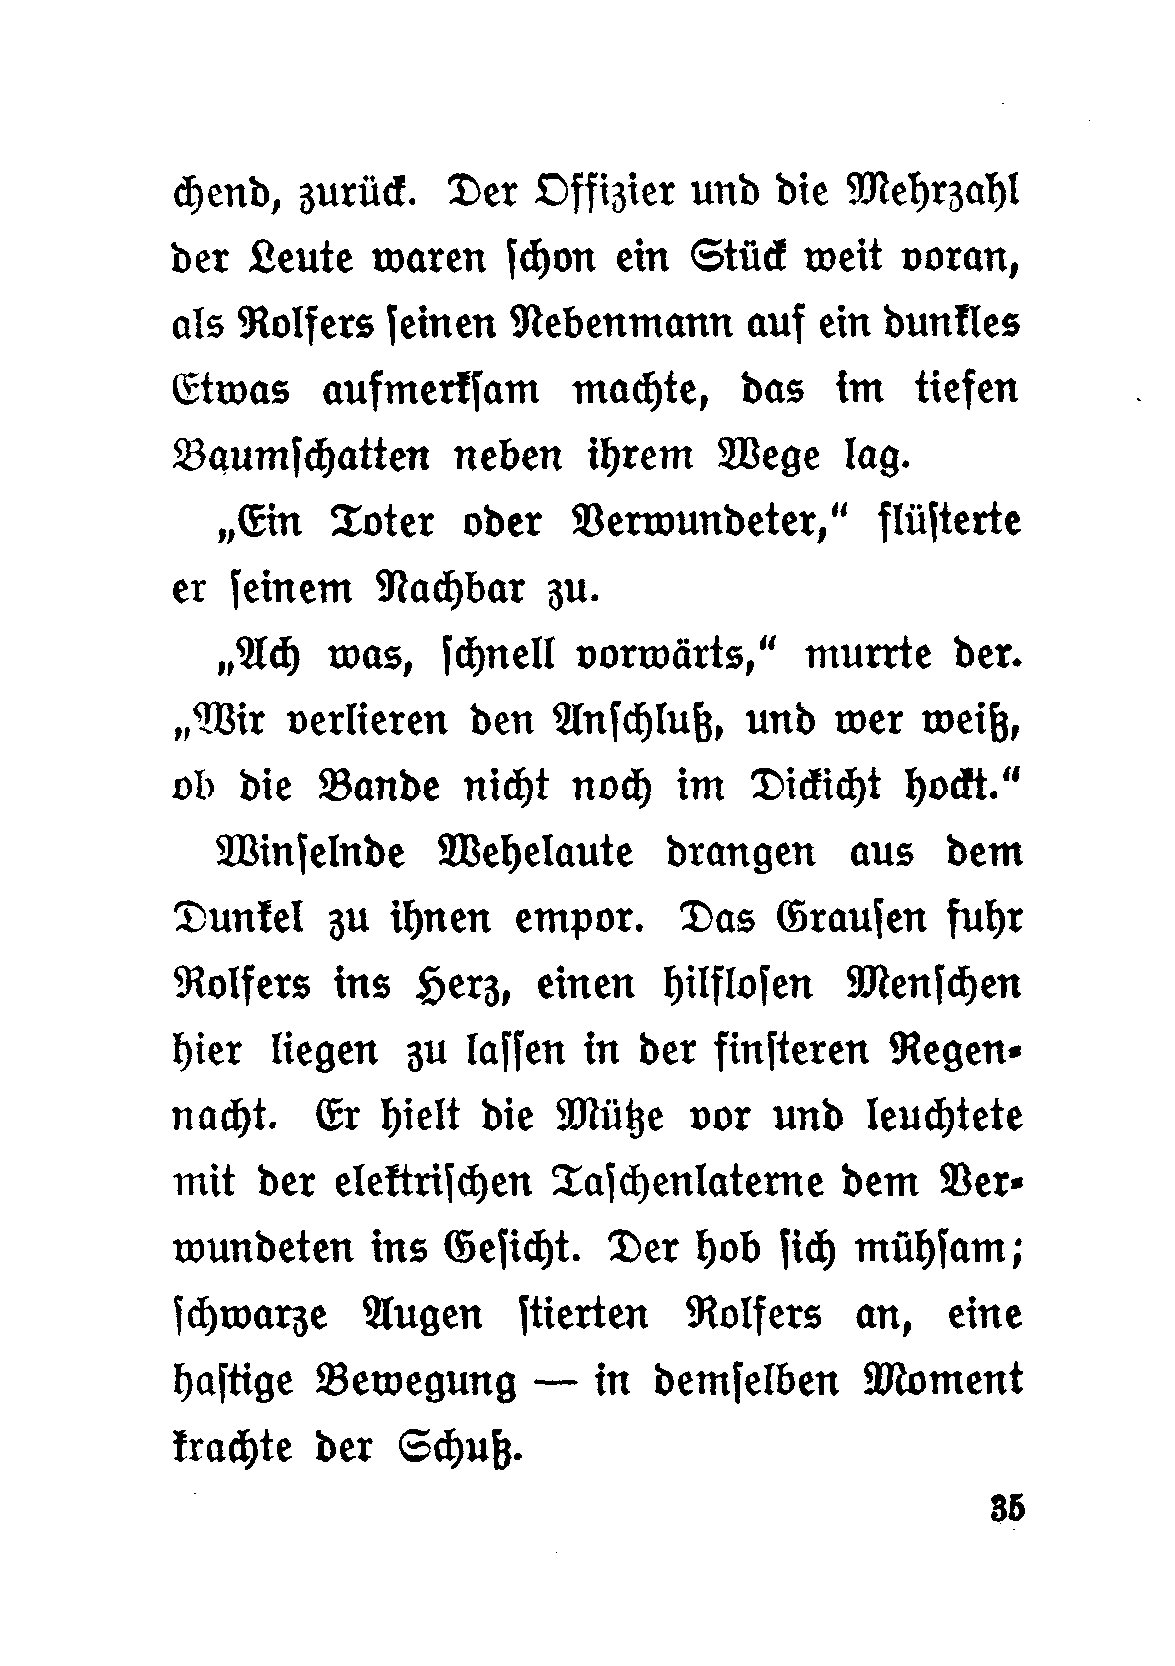 chend, zurück. Der Offizier und die Mehrzahl
der Leute waren ſchon ein Stück weit voran,
als Rolfers ſeinen Nebenmann auf ein dunkles
Etwas aufmerkſam machte, das im tiefen
Baumſchatten neben ihrem Wege lag.
„Ein Toter oder Verwundeter,“ flüſterte
er ſeinem Nachbar zu.
„Ach was, ſchnell vorwärts,“ murrte der.
„Wir verlieren den Anſchluß, und wer weiß,
ob die Bande nicht noch im Dickicht hockt.“
Winſelnde Wehelaute drangen aus dem
Dunkel zu ihnen empor. Das Grauſen fuhr
Rolfers ins Herz, einen hilfloſen Menſchen
hier liegen zu laſſen in der finſteren Regen-
nacht. Er hielt die Mütze vor und leuchtete
mit der elektriſchen Taſchenlaterne dem Ver-
wundeten ins Geſicht. Der hob ſich mühſam;
ſchwarze Augen ſtierten Rolfers an, eine
haſtige Bewegung — in demſelben Moment
krachte der Schuß.
35